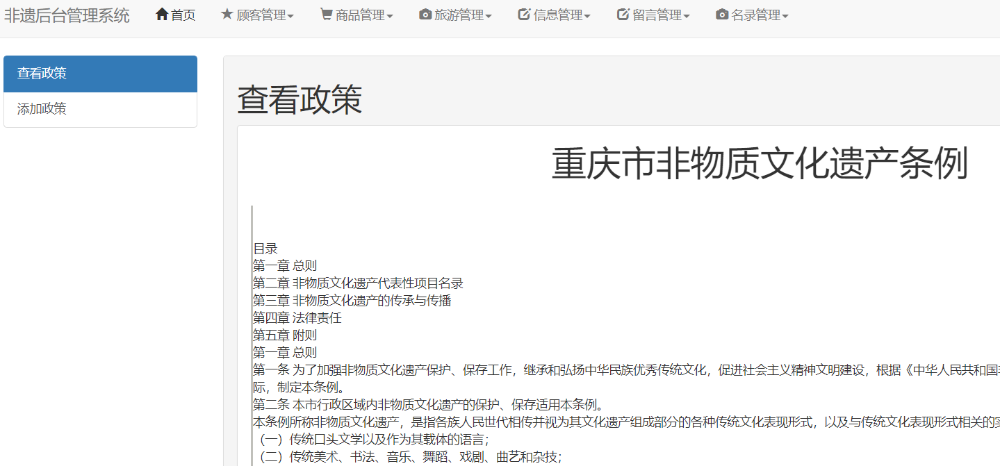 非遗后台管理系统 首页 顾客管理 商品管理 旅游管理 信息管理 留言管理 名录管理
查看政策
添加政策
查看政策
重庆市非物质文化遗产条例
目录
第一章 总则
第二章 非物质文化遗产代表性项目名录
第三章 非物质文化遗产的传承与传播
第四章 法律责任
第五章 附则
第一章 总则
第一条 为了加强非物质文化遗产保护、保存工作，继承和弘扬中华民族优秀传统文化，促进社会主义精神文明建设，根据《中华人民共和国
际，制定本条例。
第二条 本市行政区域内非物质文化遗产的保护、保存适用本条例。
本条例所称非物质文化遗产，是指各族人民世代相传并视为其文化遗产组成部分的各种传统文化表现形式，以及与传统文化表现形式相关的
（一）传统口头文学以及作为其载体的语言；
（二）传统美术、书法、音乐、舞蹈、戏剧、曲艺和杂技；